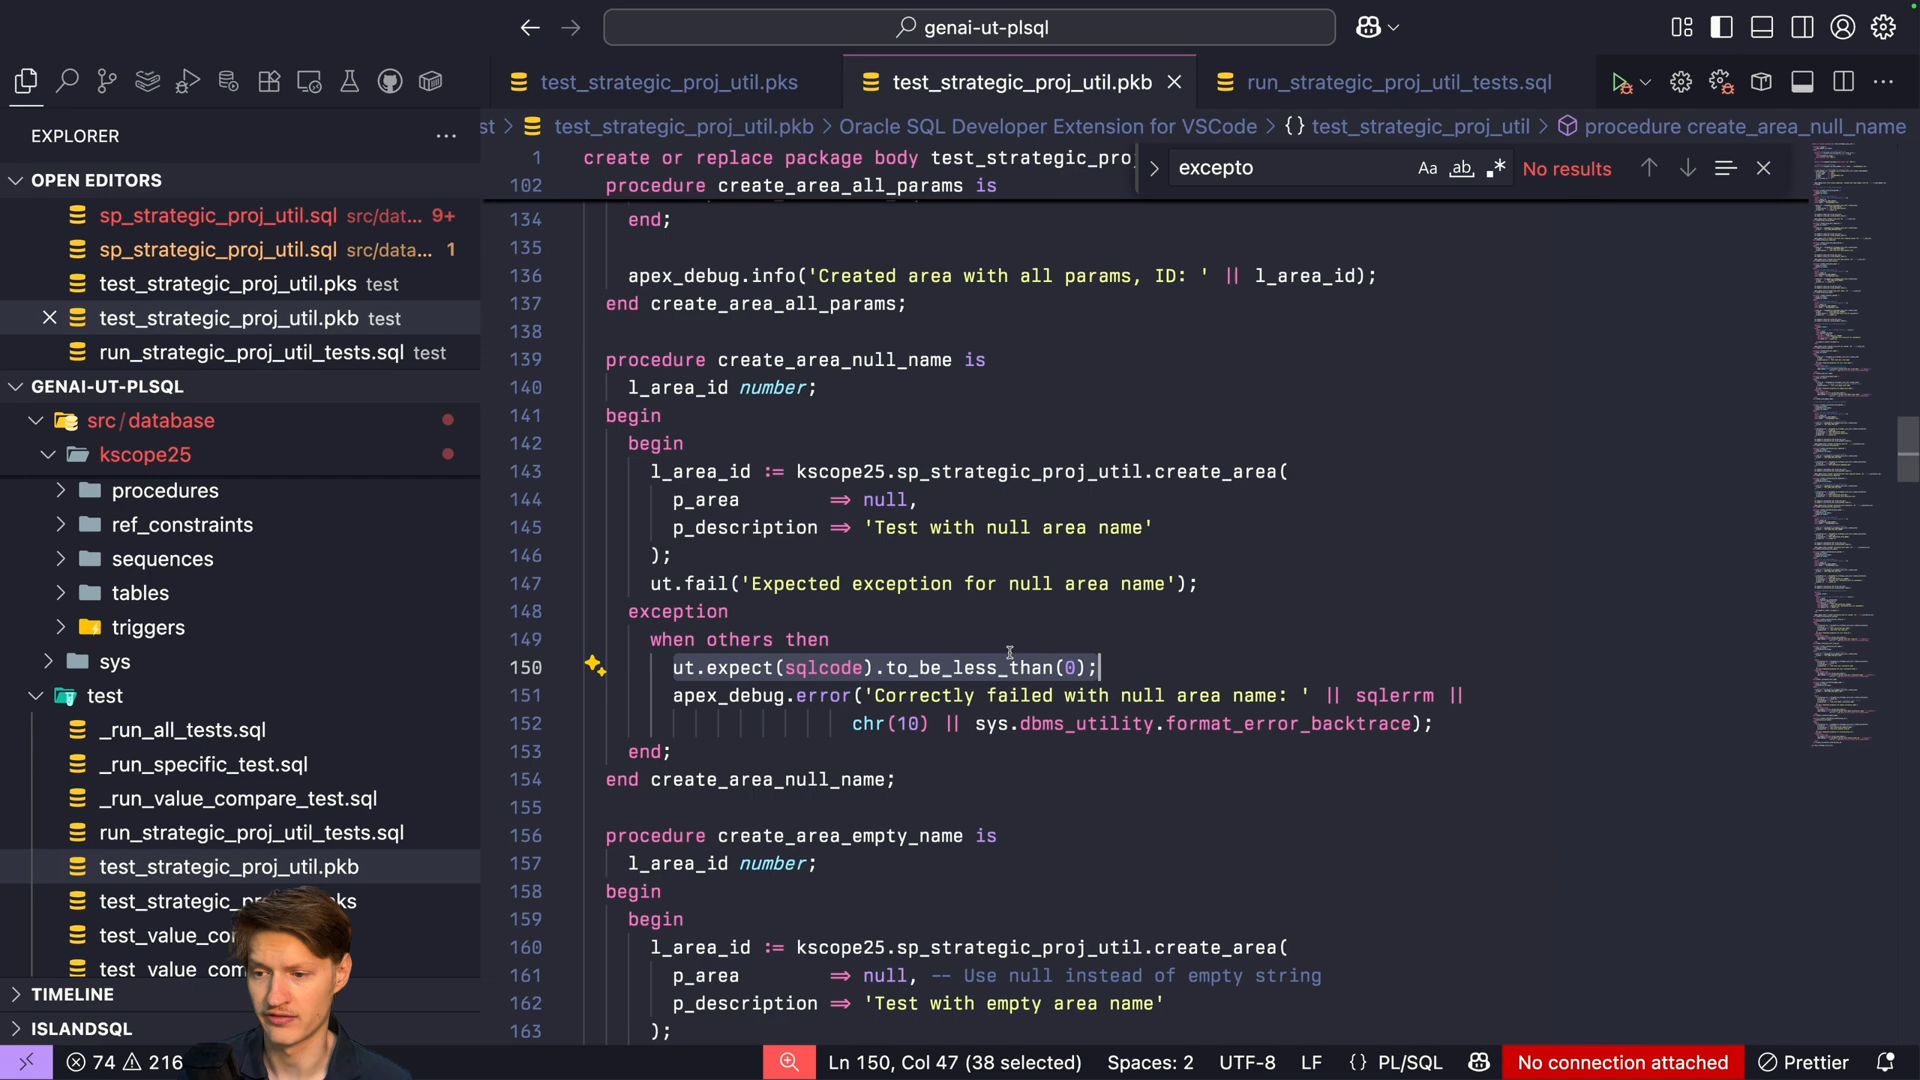 genai-ut-plsql
test_strategic_proj_util.pks
test_strategic_proj_util.pkb
run_strategic_proj_util_tests.sql
EXPLORER
st > test_strategic_proj_util.pkb > Oracle SQL Developer Extension for VSCode > {} test_strategic_proj_util > procedure create_area_null_name
excepto
Aa ab .* No results
OPEN EDITORS
sp_strategic_proj_util.sql src/dat... 9+
sp_strategic_proj_util.sql src/data... 1
test_strategic_proj_util.pks test
test_strategic_proj_util.pkb test
run_strategic_proj_util_tests.sql test
GENAI-UT-PLSQL
src/database
kscope25
procedures
ref_constraints
sequences
tables
triggers
sys
test
_run_all_tests.sql
_run_specific_test.sql
_run_value_compare_test.sql
run_strategic_proj_util_tests.sql
test_strategic_proj_util.pkb
test_strategic_pr ks
test_value_co
test_value_com
TIMELINE
ISLANDSQL
1 create or replace package body test_strategic_pro
102 procedure create_area_all_params is
134 end;
135
136 apex_debug.info('Created area with all params, ID: ' || l_area_id);
137 end create_area_all_params;
138
139 procedure create_area_null_name is
140 l_area_id number;
141 begin
142 begin
143 l_area_id := kscope25.sp_strategic_proj_util.create_area(
144 p_area => null,
145 p_description => 'Test with null area name'
146 );
147 ut.fail('Expected exception for null area name');
148 exception
149 when others then
150 ut.expect(sqlcode).to_be_less_than(0);
151 apex_debug.error('Correctly failed with null area name: ' || sqlerrm ||
152 chr(10) || sys.dbms_utility.format_error_backtrace);
153 end;
154 end create_area_null_name;
155
156 procedure create_area_empty_name is
157 l_area_id number;
158 begin
159 begin
160 l_area_id := kscope25.sp_strategic_proj_util.create_area(
161 p_area => null, -- Use null instead of empty string
162 p_description => 'Test with empty area name'
163 );
74 216
Ln 150, Col 47 (38 selected) Spaces: 2 UTF-8 LF {} PL/SQL No connection attached Prettier